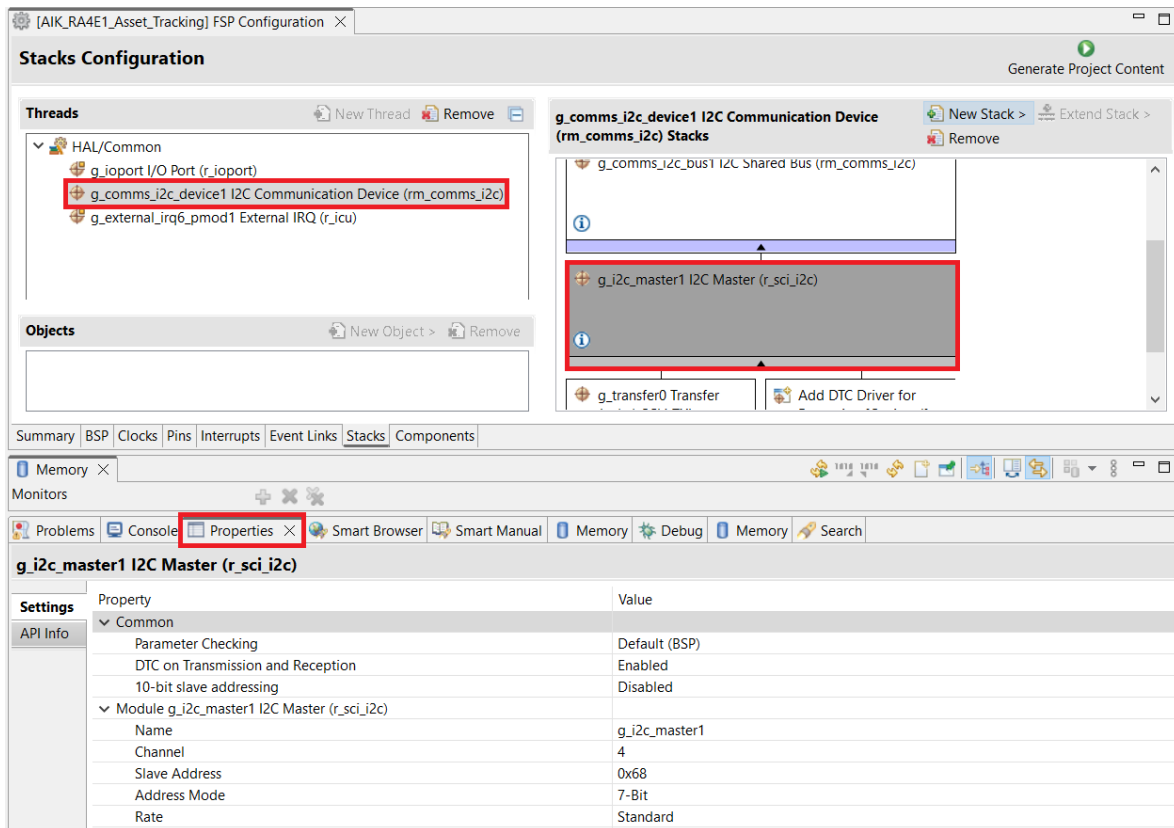 [AIK_RA4E1_Asset_Tracking] FSP Configuration
Stacks Configuration
Generate Project Content
Threads
New Thread
Remove
HAL/Common
g_ioport I/O Port (r_ioport)
g_comms_i2c_device1 I2C Communication Device (rm_comms_i2c)
g_external_irq6_pmod1 External IRQ (r_icu)
Objects
New Object >
Remove
g_comms_i2c_device1 I2C Communication Device
(rm_comms_i2c) Stacks
New Stack >
Extend Stack >
Remove
g_comms_i2c_bus1 I2C Shared Bus (rm_comms_i2c)
g_i2c_master1 I2C Master (r_sci_i2c)
g_transfer0 Transfer
Add DTC Driver for
Summary BSP Clocks Pins Interrupts Event Links Stacks Components
Memory
Monitors
Problems Console Properties Smart Browser Smart Manual Memory Debug Memory Search
g_i2c_master1 I2C Master (r_sci_i2c)
Settings
API Info
Property Value
Common
Parameter Checking Default (BSP)
DTC on Transmission and Reception Enabled
10-bit slave addressing Disabled
Module g_i2c_master1 I2C Master (r_sci_i2c)
Name g_i2c_master1
Channel 4
Slave Address 0x68
Address Mode 7-Bit
Rate Standard